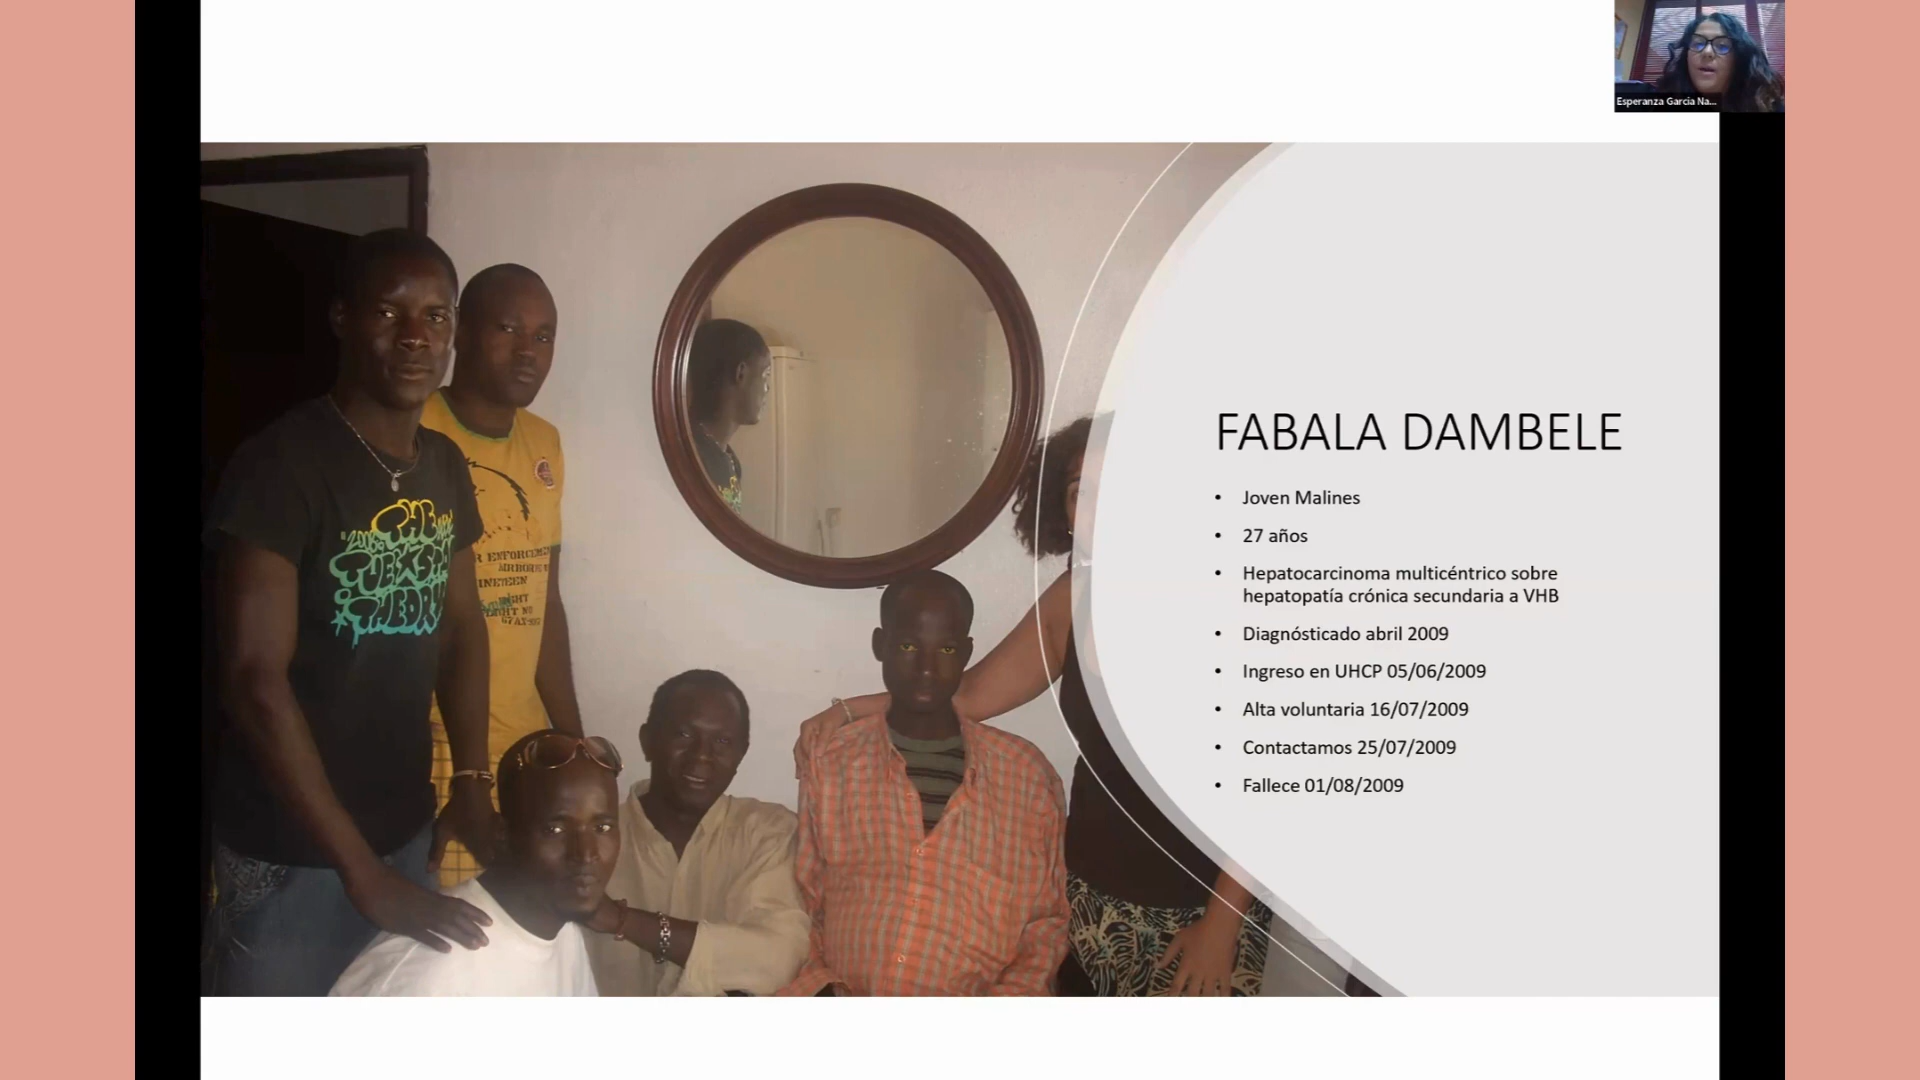 Esperanza Garcia Na...
FABALA DAMBELE
• Joven Malines
• 27 años
• Hepatocarcinoma multicéntrico sobre
hepatopatía crónica secundaria a VHB
• Diagnósticado abril 2009
• Ingreso en UHCP 05/06/2009
• Alta voluntaria 16/07/2009
• Contactamos 25/07/2009
• Fallece 01/08/2009
THE
THEORY